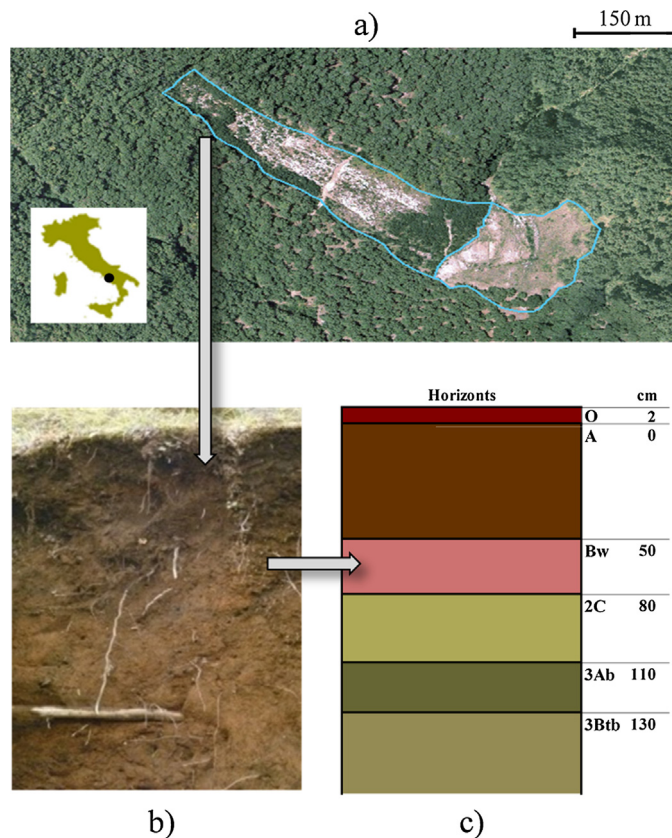 a)
150 m
Horizonts cm
O 2
A 0
Bw 50
2C 80
3Ab 110
3Btb 130
b) c)